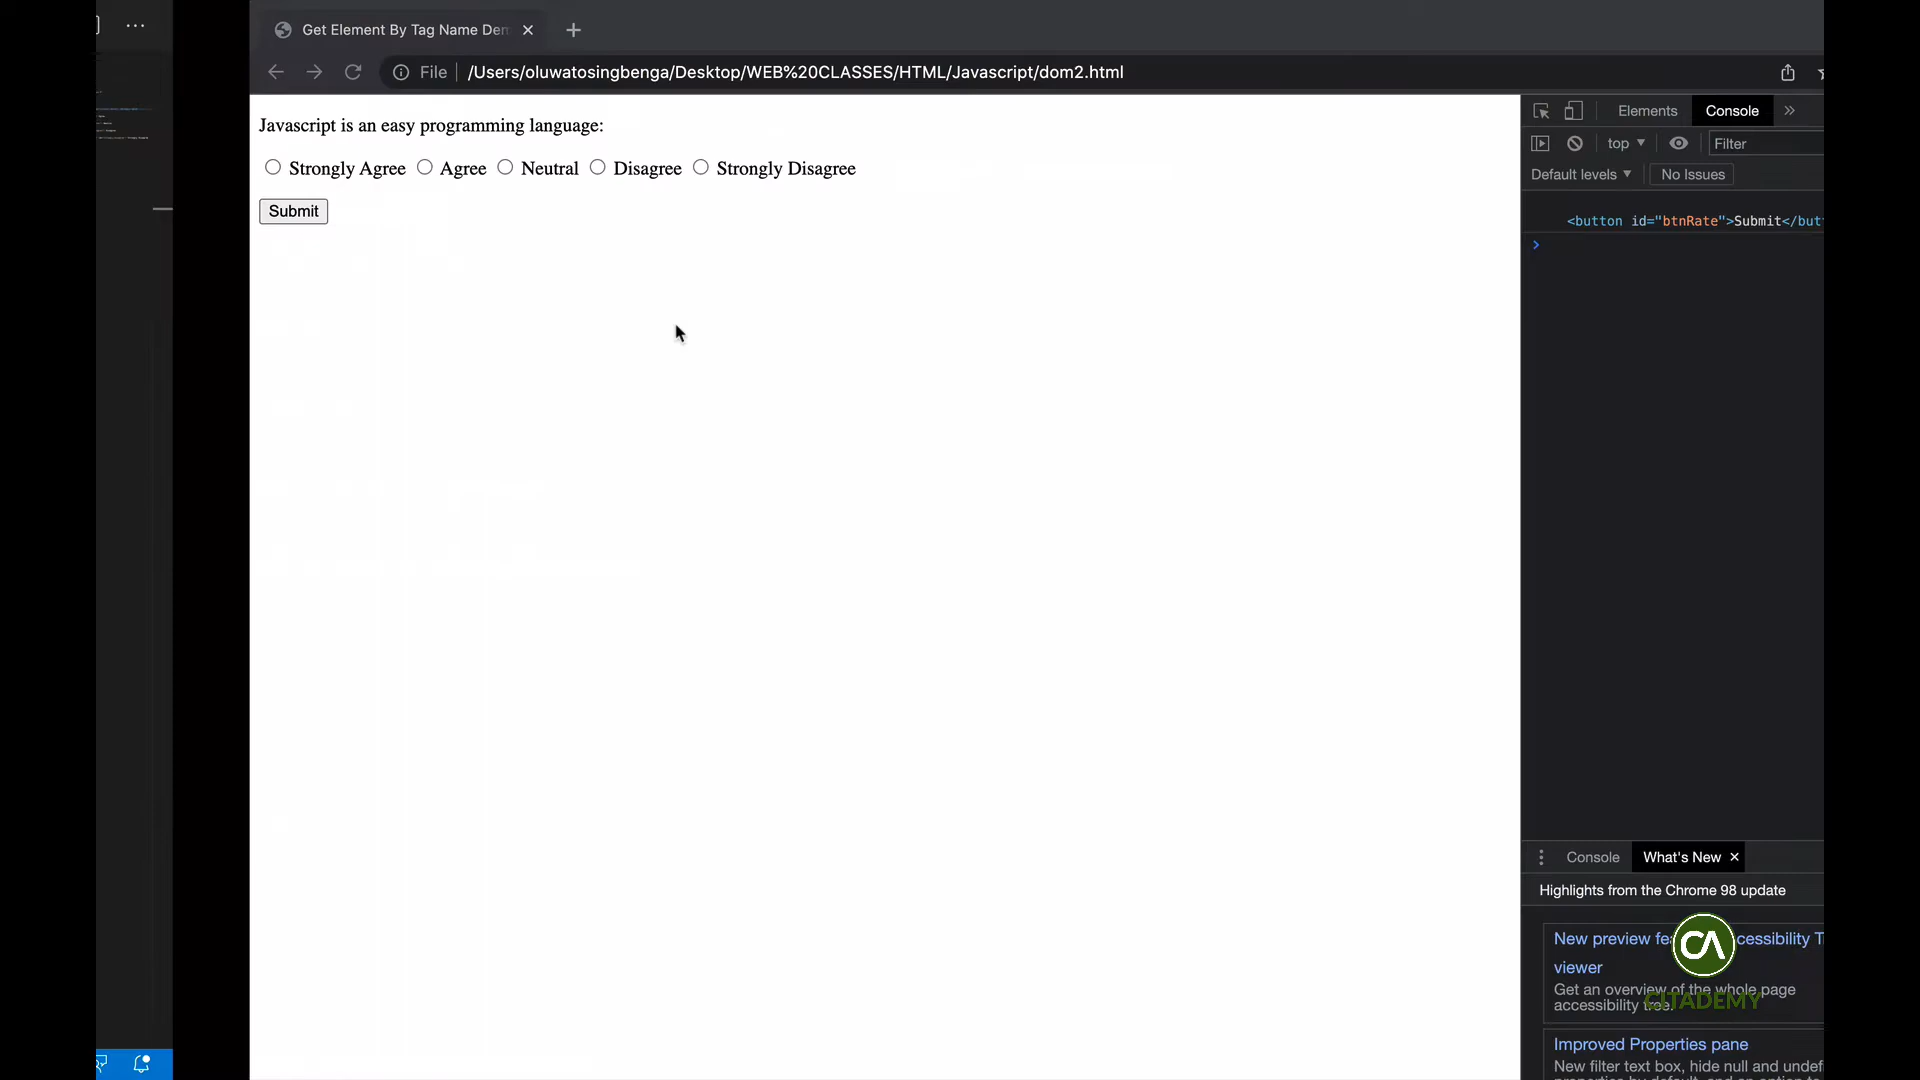 Get Element By Tag Name Dem
File
/Users/oluwatosingbenga/Desktop/WEB%20CLASSES/HTML/Javascript/dom2.html
Javascript is an easy programming language:
Strongly Agree Agree Neutral Disagree Strongly Disagree
Submit
Elements Console
top Filter
Default levels No Issues
<button id="btnRate">Submit</but
Console What's New
Highlights from the Chrome 98 update
New preview fe cessibility T
viewer
Get an overview of the whole page
accessibility tree.
CA
CITADEMY
Improved Properties pane
New filter text box, hide null and undef